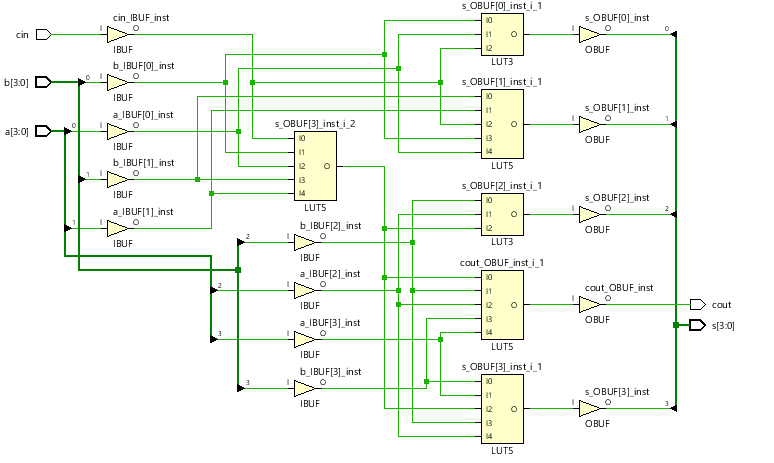 s_OBUF[0]_inst_i_1
cin_IBUF_inst
s_OBUF[0]_inst
cin
I
O
IBUF
I0
I1
I2
O
LUT3
I
O
OBUF
0
b_IBUF[0]_inst
b[3:0]
0
I
O
IBUF
s_OBUF[1]_inst_i_1
I0
I1
I2
I3
I4
O
LUT5
s_OBUF[1]_inst
I
O
OBUF
1
a_IBUF[0]_inst
a[3:0]
0
I
O
IBUF
s_OBUF[3]_inst_i_2
I0
I1
I2
I3
I4
O
LUT5
b_IBUF[1]_inst
1
I
O
IBUF
a_IBUF[1]_inst
1
I
O
IBUF
s_OBUF[2]_inst_i_1
I0
I1
I2
O
LUT3
s_OBUF[2]_inst
I
O
OBUF
2
b_IBUF[2]_inst
2
I
O
IBUF
a_IBUF[2]_inst
2
I
O
IBUF
cout_OBUF_inst_i_1
I0
I1
I2
I3
I4
O
LUT5
cout_OBUF_inst
I
O
OBUF
cout
s[3:0]
a_IBUF[3]_inst
3
I
O
IBUF
b_IBUF[3]_inst
3
I
O
IBUF
s_OBUF[3]_inst_i_1
I0
I1
I2
I3
I4
O
LUT5
s_OBUF[3]_inst
I
O
OBUF
3